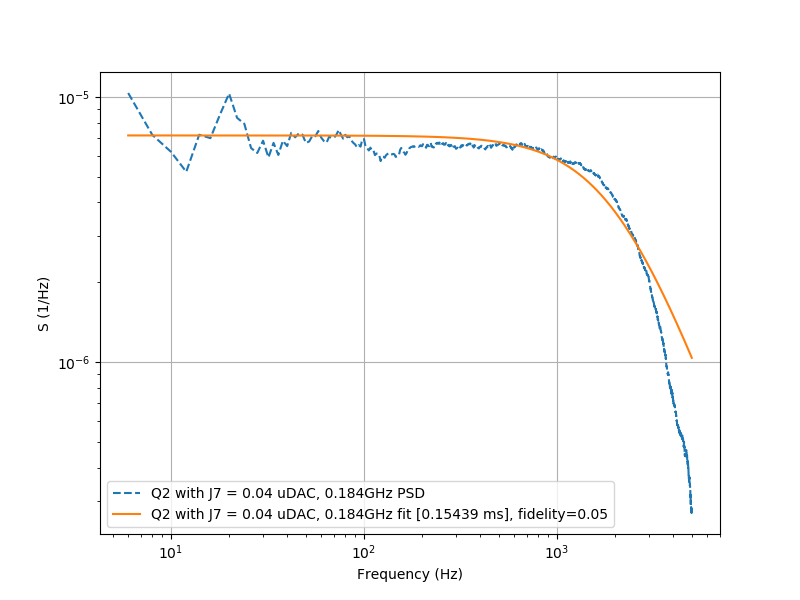 10⁻⁵
10⁻⁶
S (1/Hz)
Q2 with J7 = 0.04 uDAC, 0.184GHz PSD
Q2 with J7 = 0.04 uDAC, 0.184GHz fit [0.15439 ms], fidelity=0.05
10¹ 10² 10³
Frequency (Hz)